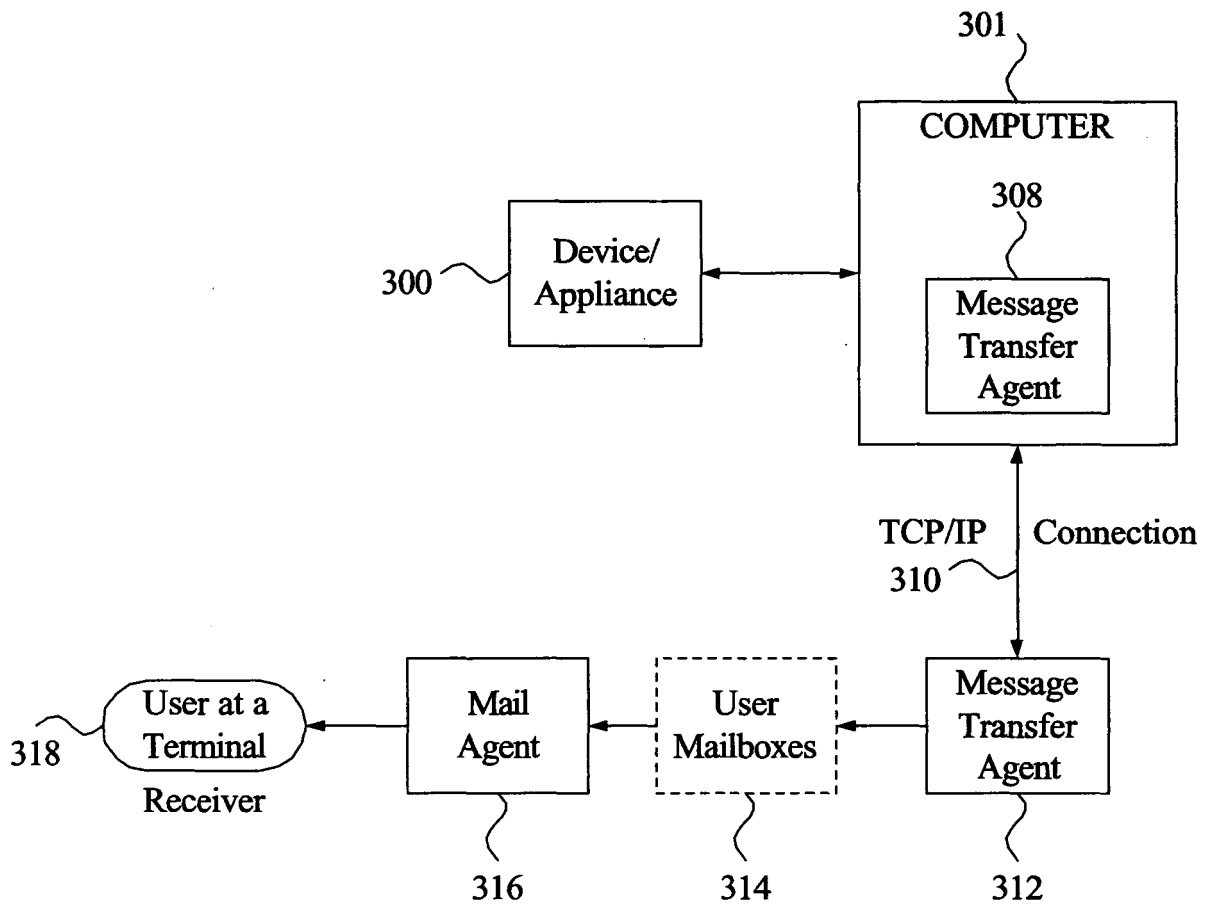 301
COMPUTER
308
Message
Transfer
Agent
Device/
Appliance
300
TCP/IP Connection
310
Message
Transfer
Agent
User
Mailboxes
Mail
Agent
User at a
Terminal
318
Receiver
316
314
312